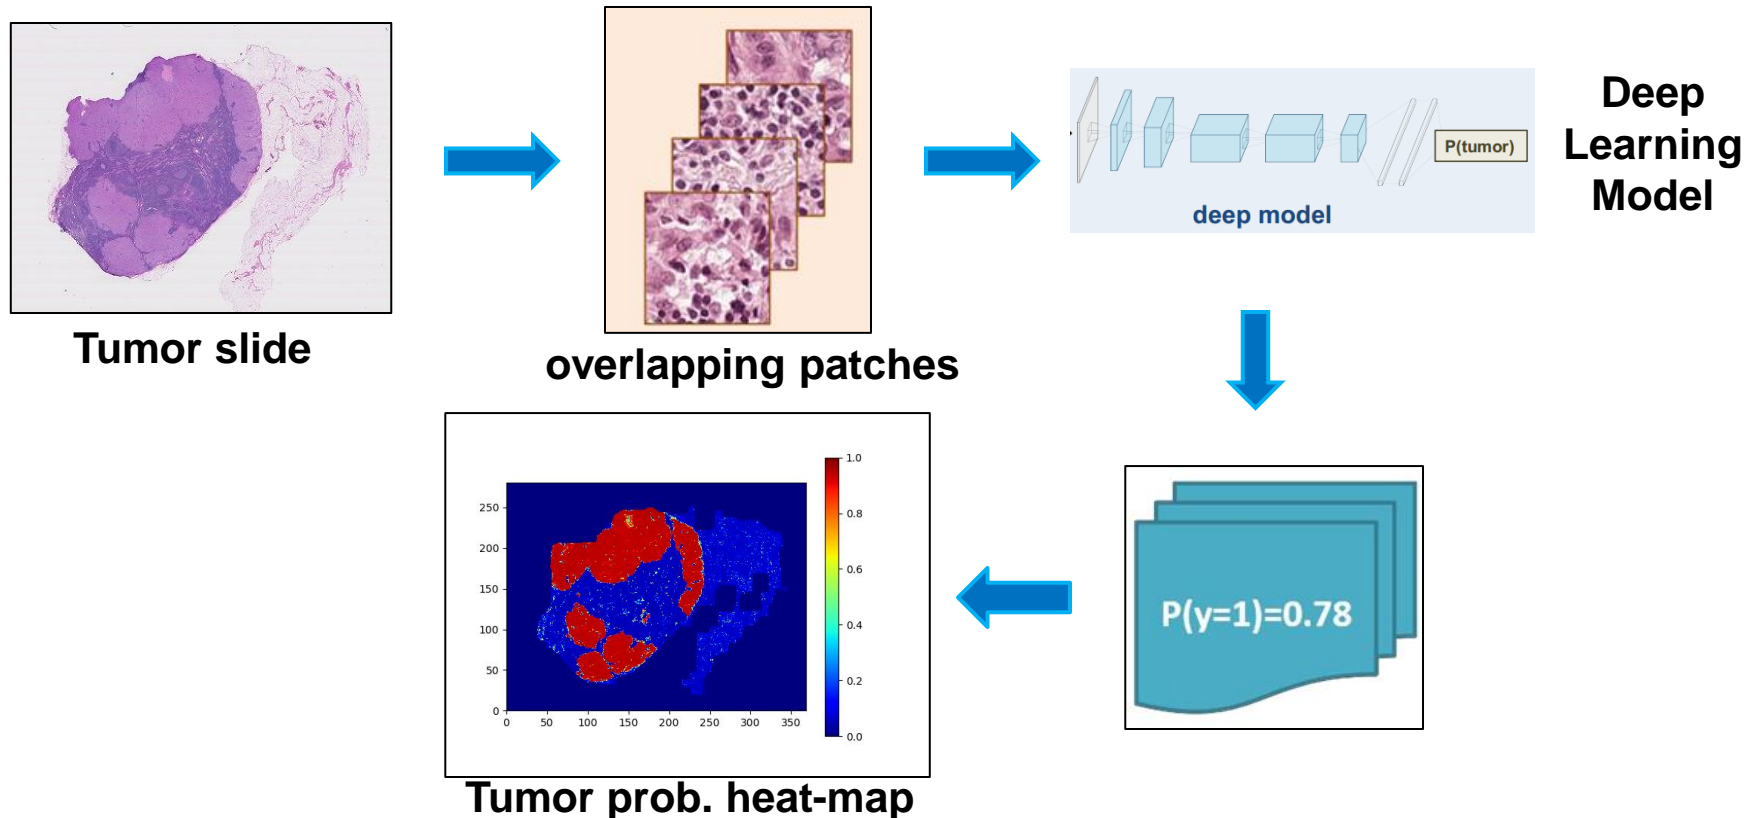 Tumor slide
overlapping patches
P(tumor)
deep model
Deep
Learning
Model
P(y=1)=0.78
1.0
0.8
0.6
0.4
0.2
0.0
250
200
150
100
50
0
0 50 100 150 200 250 300 350
Tumor prob. heat-map